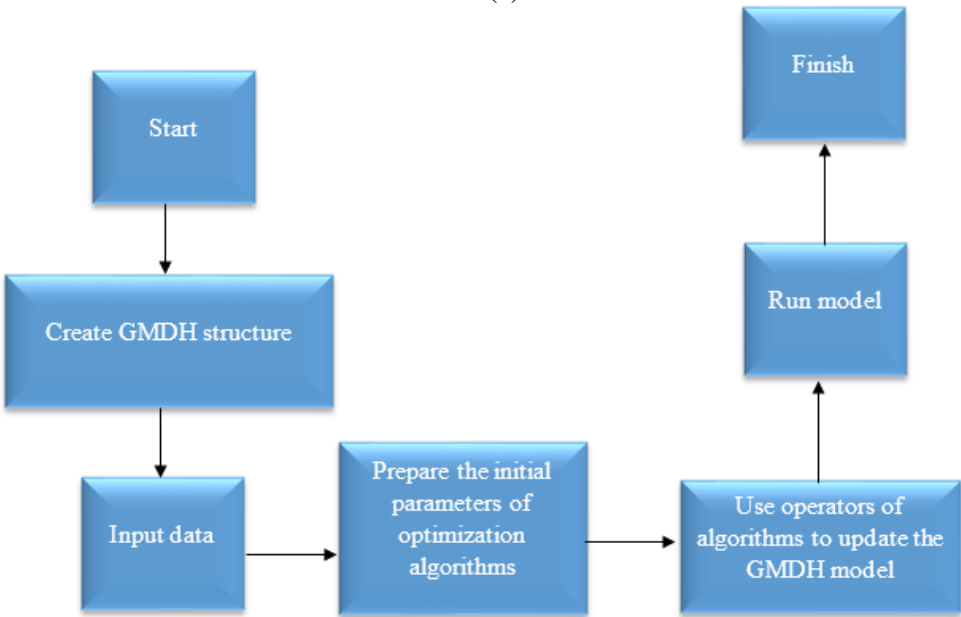 Start
Create GMDH structure
Input data
Prepare the initial
parameters of
optimization
algorithms
Use operators of
algorithms to update the
GMDH model
Run model
Finish